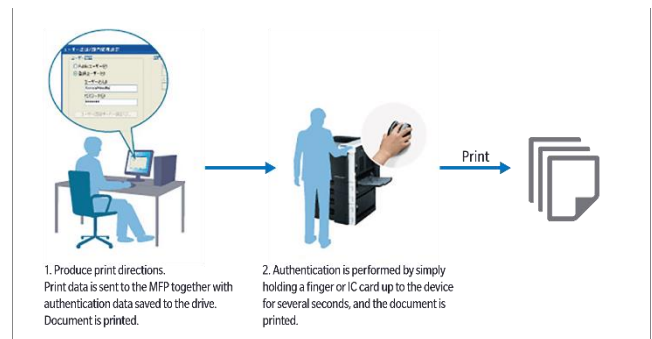 Print
1. Produce print directions.
Print data is sent to the MFP together with
authentication data saved to the drive.
Document is printed.
2. Authentication is performed by simply
holding a finger or IC card up to the device
for several seconds, and the document is
printed.